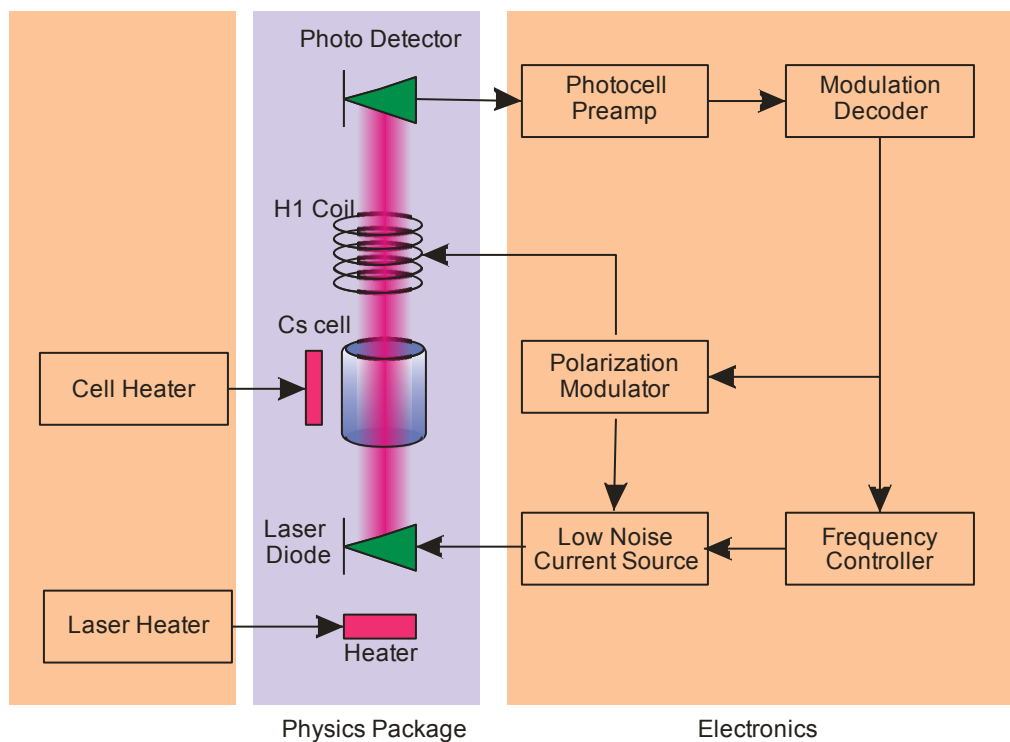 Photo Detector
Photocell
Preamp
Modulation
Decoder
H1 Coil
Cs cell
Cell Heater
Polarization
Modulator
Laser
Diode
Low Noise
Current Source
Frequency
Controller
Laser Heater
Heater
Physics Package
Electronics